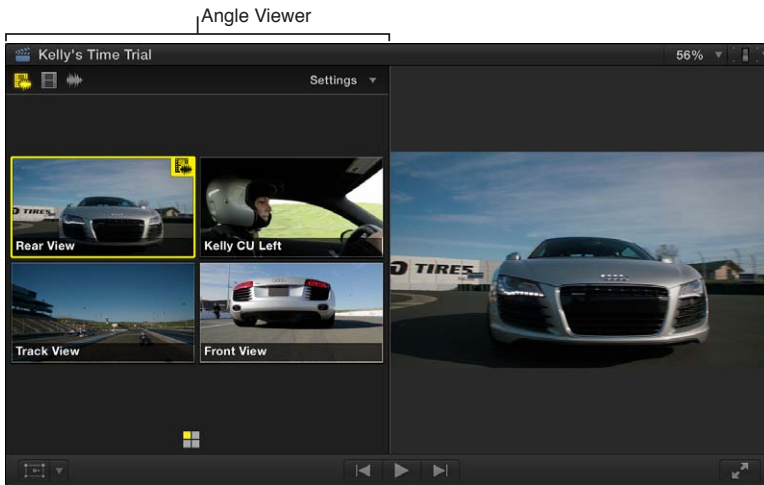 Angle Viewer
Kelly's Time Trial
56%
Settings
TIRES
Rear View
Kelly CU Left
TIRES
Track View
Front View